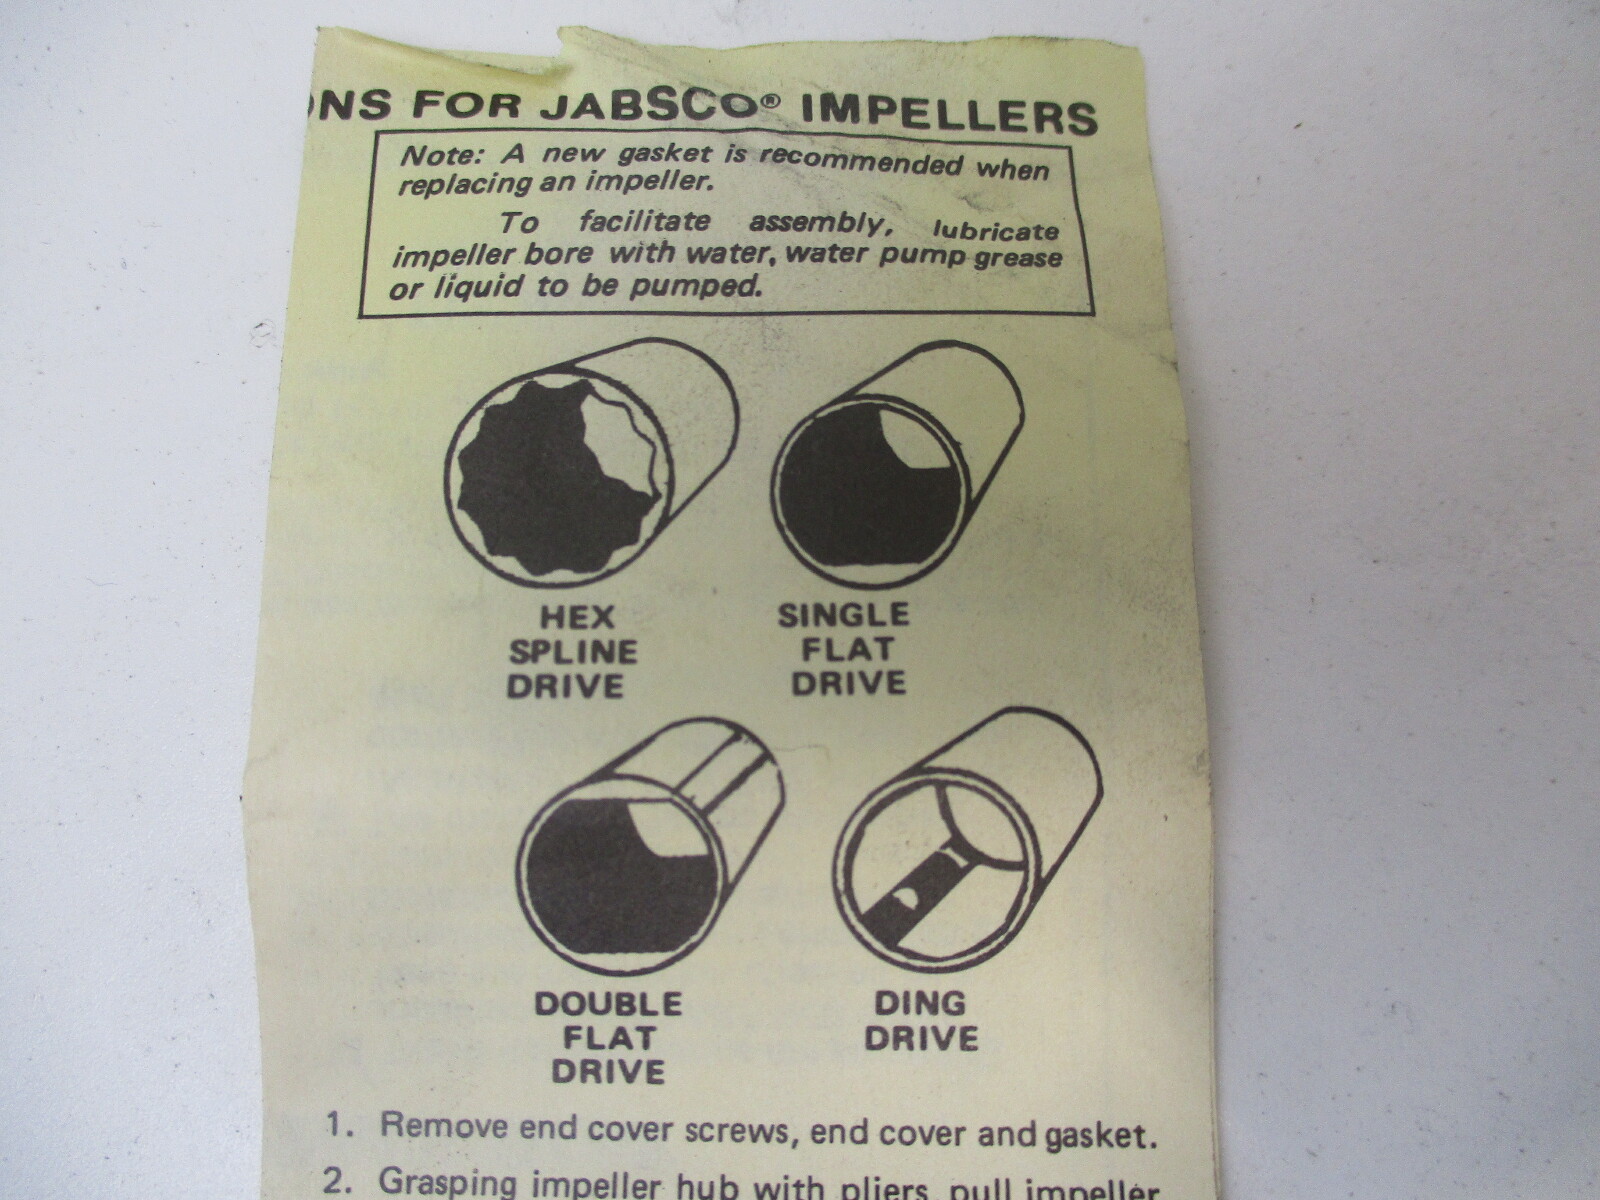 NS FOR JABSCO® IMPELLERS
Note: A new gasket is recommended when
replacing an impeller.
To facilitate assembly, lubricate
impeller bore with water, water pump grease
or liquid to be pumped.
HEX
SPLINE
DRIVE
SINGLE
FLAT
DRIVE
DOUBLE
FLAT
DRIVE
DING
DRIVE
1. Remove end cover screws, end cover and gasket.
2. Grasping impeller hub with pliers, pull impeller